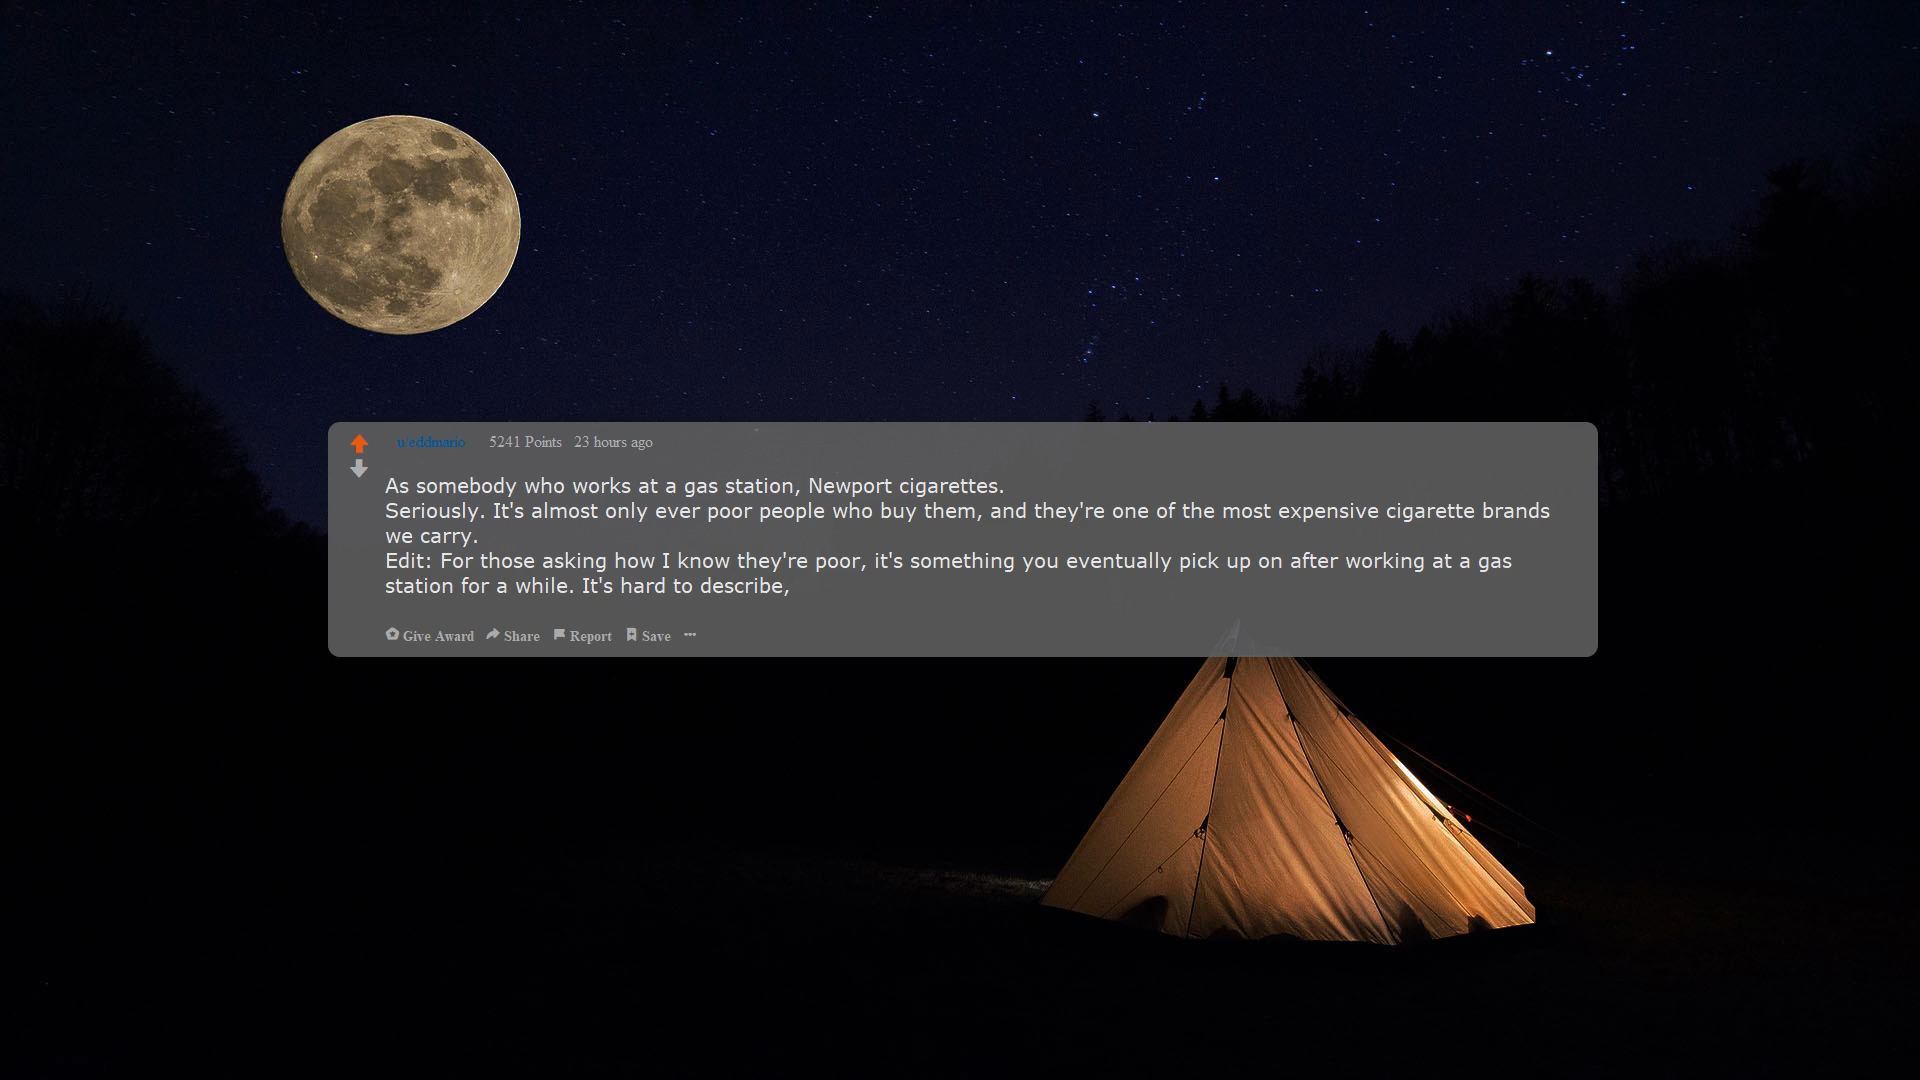 u/eddmario 5241 Points 23 hours ago
As somebody who works at a gas station, Newport cigarettes.
Seriously. It's almost only ever poor people who buy them, and they're one of the most expensive cigarette brands
we carry.
Edit: For those asking how I know they're poor, it's something you eventually pick up on after working at a gas
station for a while. It's hard to describe,
Give Award Share Report Save